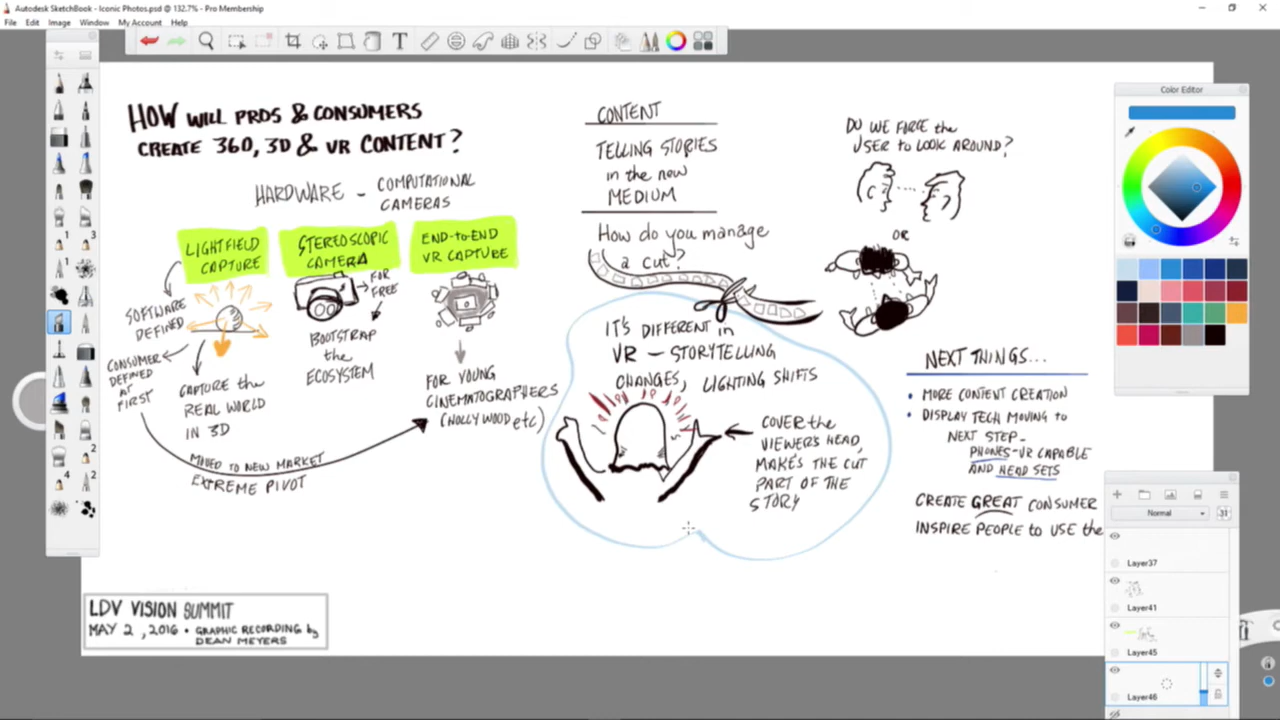 Autodesk SketchBook - Iconic Photos.psd @ 132.7% - Pro Membership
File Edit Image Window My Account Help
HOW WILL PROS & CONSUMERS
CREATE 360, 3D & VR CONTENT?
HARDWARE - COMPUTATIONAL
CAMERAS
LIGHTFIELD
CAPTURE
STEREOSCOPIC
CAMERA
END-to-END
VR CAPTURE
SOFTWARE
DEFINED
FOR
FREE
CONSUMER
DEFINED
AT
FIRST
CAPTURE the
REAL WORLD
IN 3D
BOOTSTRAP
the
ECOSYSTEM
FOR YOUNG
CINEMATOGRAPHERS
(HOLLYWOOD etc)
MOVED TO NEW MARKET
EXTREME PIVOT
CONTENT
TELLING STORIES
in the new
MEDIUM
How do you manage
a cut?
IT'S DIFFERENT in
VR - STORYTELLING
CHANGES, LIGHTING SHIFTS
COVER the
VIEWER'S HEAD,
MAKES THE CUT
PART OF THE
STORY
DO WE FORCE the
USER TO LOOK AROUND?
OR
NEXT THINGS...
• MORE CONTENT CREATION
• DISPLAY TECH MOVING TO
NEXT STEP -
PHONES - VR CAPABLE
AND HEAD SETS
CREATE GREAT CONSUMER
INSPIRE PEOPLE TO USE the
LDV VISION SUMMIT
MAY 2, 2016 • GRAPHIC RECORDING by
DEAN MEYERS
Color Editor
Normal
Layer37
Layer41
Layer45
Layer46